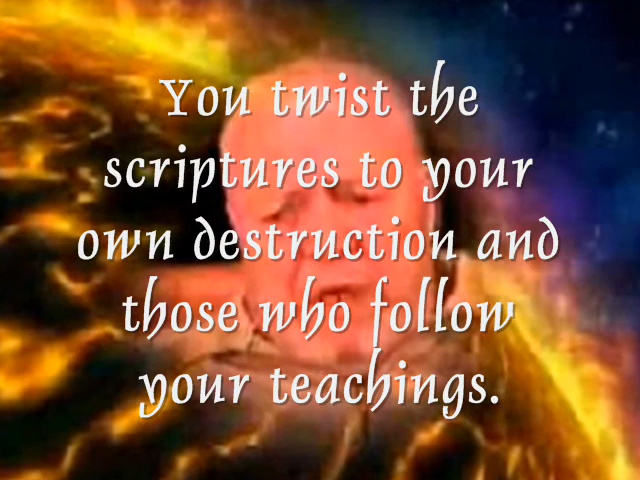 You twist the
scriptures to your
own destruction and
those who follow
your teachings.